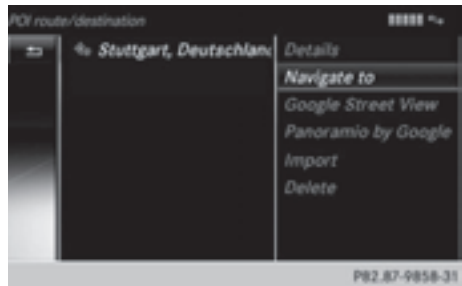 POI route/destination
Stuttgart, Deutschland
Details
Navigate to
Google Street View
Panoramio by Google
Import
Delete
P82.87-9858-31